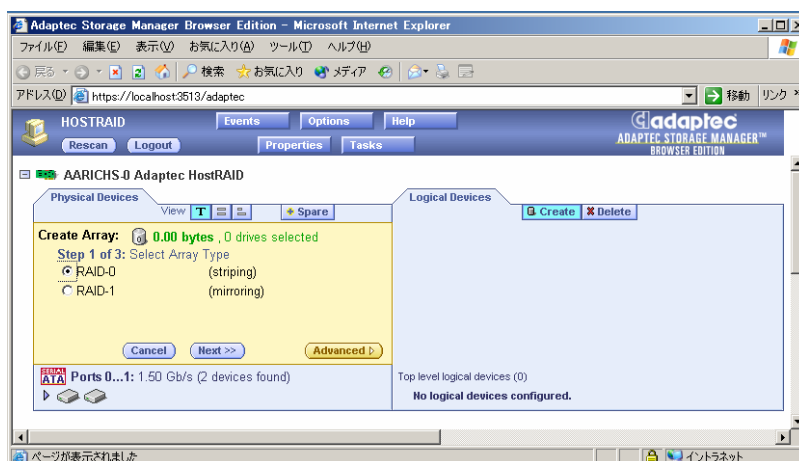 Adaptec Storage Manager Browser Edition - Microsoft Internet Explorer
ファイル(F) 編集(E) 表示(V) お気に入り(A) ツール(T) ヘルプ(H)
戻る 検索 お気に入り メディア
アドレス(D) https://localhost:3513/adaptec 移動 リンク »
HOSTRAID Events Options Help adaptec
Rescan Logout Properties Tasks ADAPTEC STORAGE MANAGER™
BROWSER EDITION
AARICHS-0 Adaptec HostRAID
Physical Devices Logical Devices
View T + Spare Create Delete
Create Array: 0.00 bytes , 0 drives selected
Step 1 of 3: Select Array Type
RAID-0 (striping)
RAID-1 (mirroring)
Cancel Next >> Advanced
SERIAL ATA Ports 0...1: 1.50 Gb/s (2 devices found) Top level logical devices (0)
No logical devices configured.
ページが表示されました イントラネット